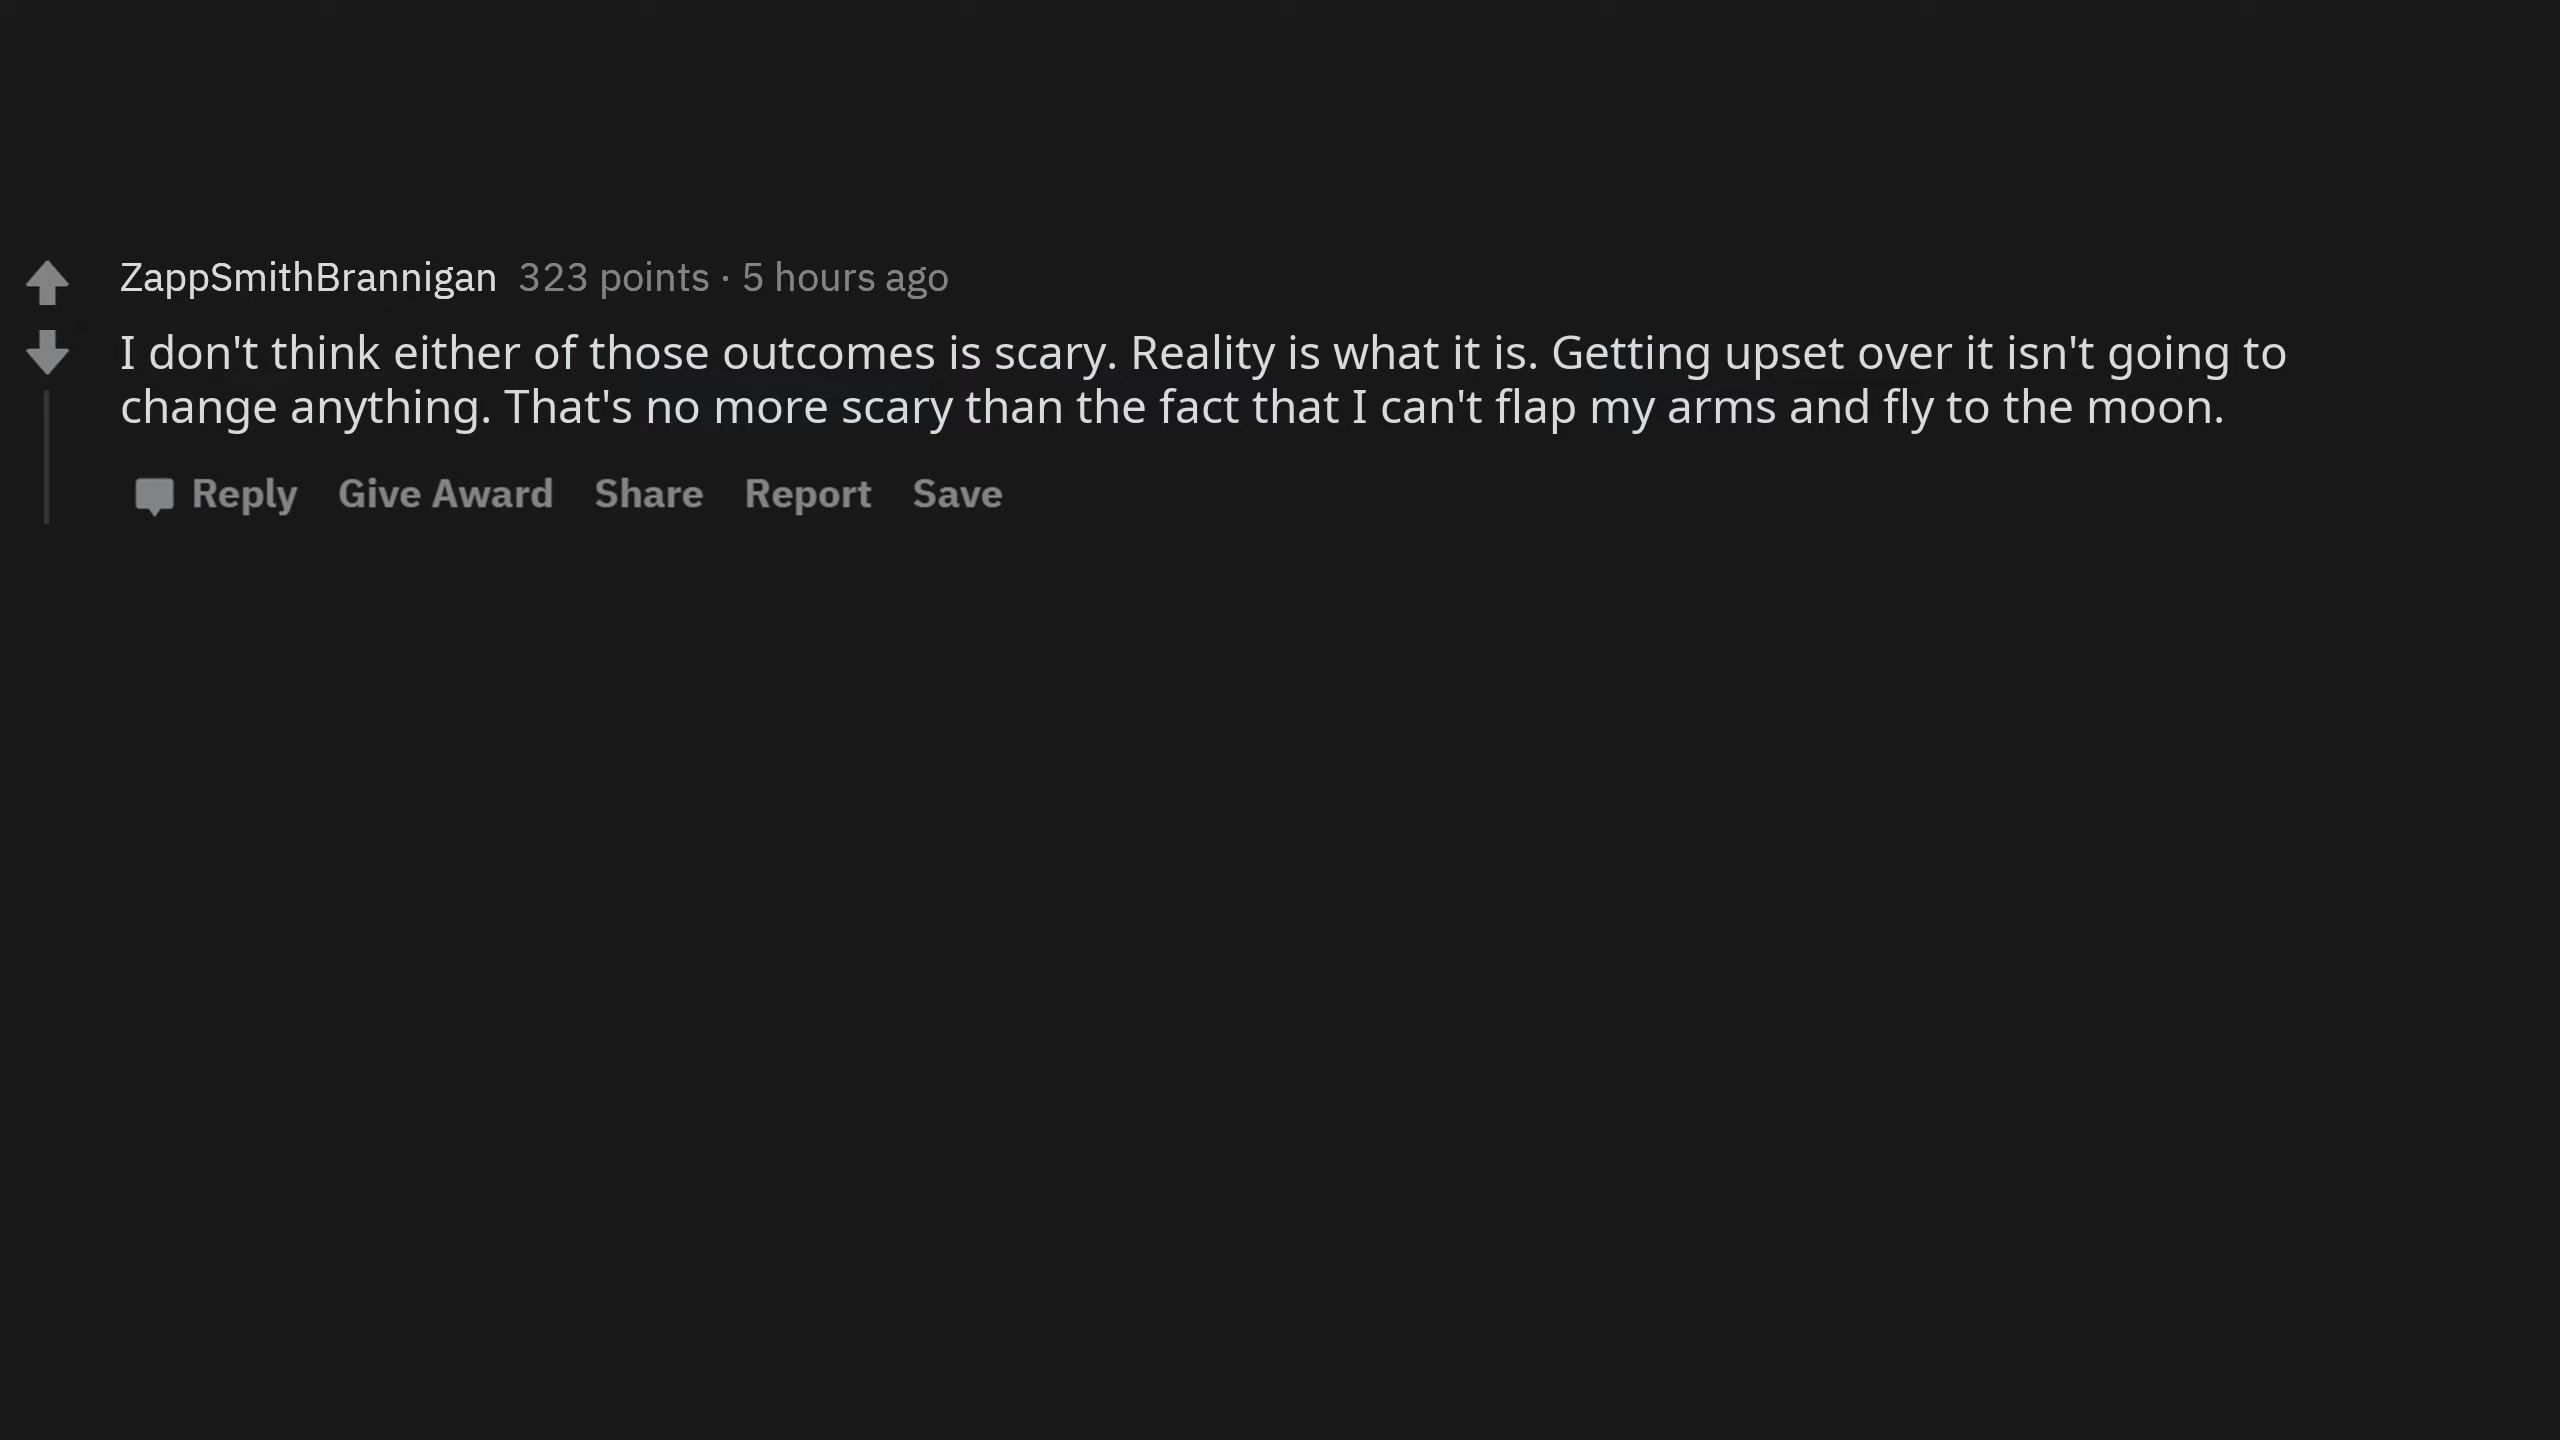 ZappSmithBrannigan 323 points · 5 hours ago
I don't think either of those outcomes is scary. Reality is what it is. Getting upset over it isn't going to
change anything. That's no more scary than the fact that I can't flap my arms and fly to the moon.
Reply Give Award Share Report Save